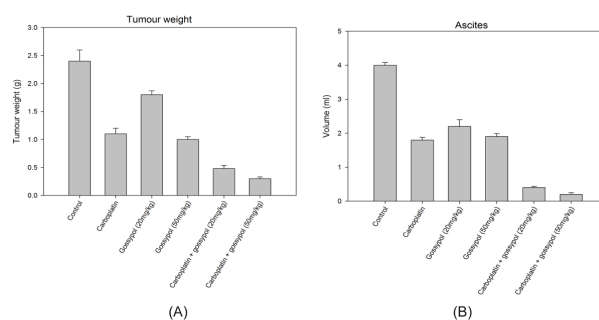 Tumour weight
3.0
2.5
2.0
1.5
1.0
0.5
0.0
Tumour weight (g)
Control
Carboplatin
Gossypol (20mg/kg)
Gossypol (50mg/kg)
Carboplatin + gossypol (20mg/kg)
Carboplatin + gossypol (50mg/kg)
(A)
Ascites
5
4
3
2
1
0
Volume (ml)
Control
Carboplatin
Gossypol (20mg/kg)
Gossypol (50mg/kg)
Carboplatin + gossypol (20mg/kg)
Carboplatin + gossypol (50mg/kg)
(B)